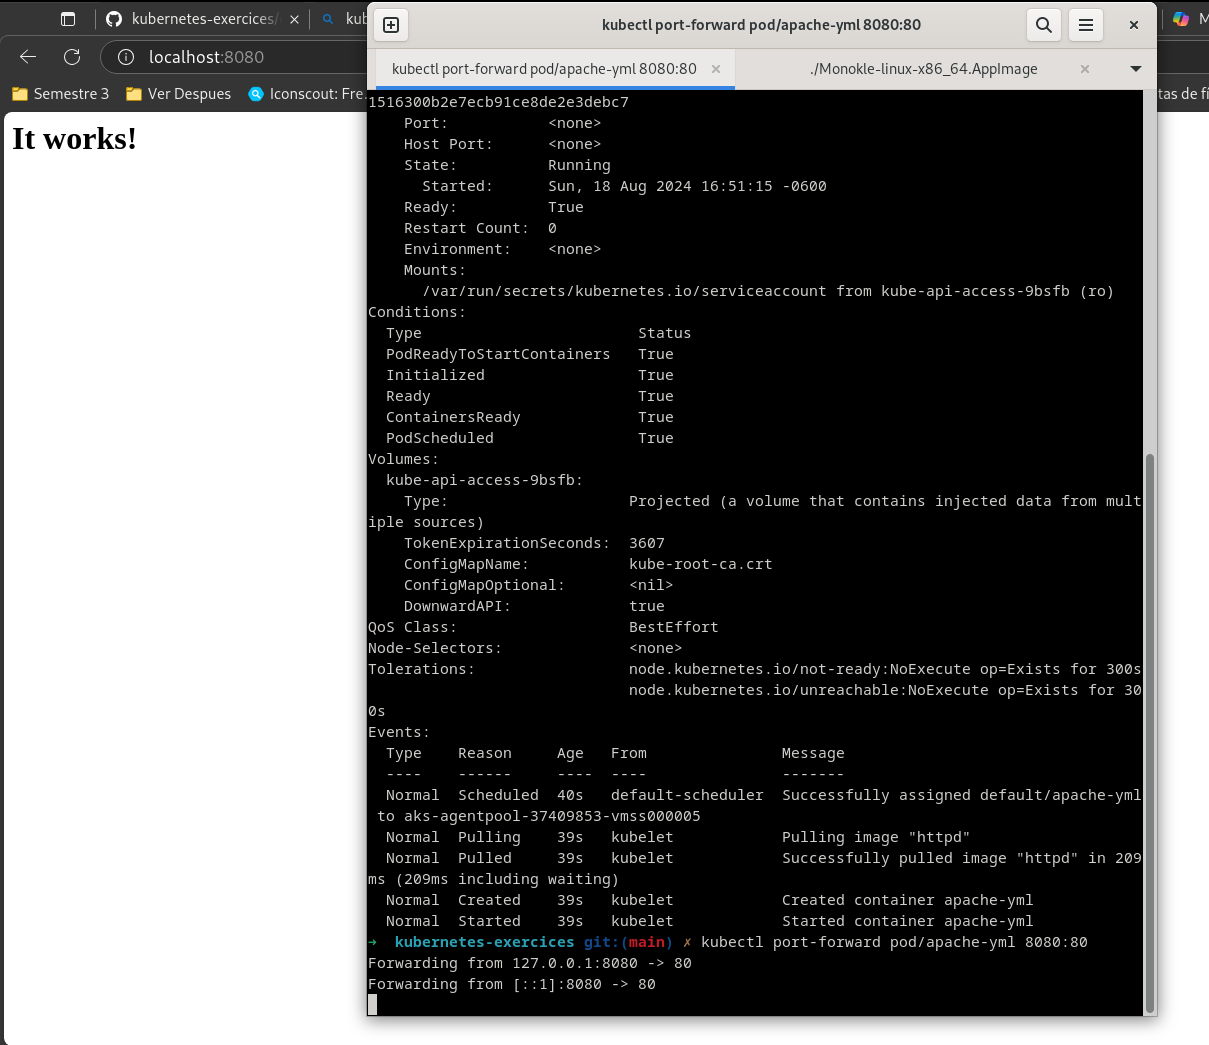 kubernetes-exercices/
kub
kubectl port-forward pod/apache-yml 8080:80
localhost:8080
kubectl port-forward pod/apache-yml 8080:80
./Monokle-linux-x86_64.AppImage
Semestre 3
Ver Despues
Iconscout: Fre
tas de fi
It works!
1516300b2e7ecb91ce8de2e3debc7
    Port:           <none>
    Host Port:      <none>
    State:          Running
      Started:      Sun, 18 Aug 2024 16:51:15 -0600
    Ready:          True
    Restart Count:  0
    Environment:    <none>
    Mounts:
      /var/run/secrets/kubernetes.io/serviceaccount from kube-api-access-9bsfb (ro)
Conditions:
  Type                        Status
  PodReadyToStartContainers   True
  Initialized                 True
  Ready                       True
  ContainersReady             True
  PodScheduled                True
Volumes:
  kube-api-access-9bsfb:
    Type:                    Projected (a volume that contains injected data from mult
iple sources)
    TokenExpirationSeconds:  3607
    ConfigMapName:           kube-root-ca.crt
    ConfigMapOptional:       <nil>
    DownwardAPI:             true
QoS Class:                   BestEffort
Node-Selectors:              <none>
Tolerations:                 node.kubernetes.io/not-ready:NoExecute op=Exists for 300s
                             node.kubernetes.io/unreachable:NoExecute op=Exists for 30
0s
Events:
  Type    Reason     Age   From               Message
  ----    ------     ----  ----               -------
  Normal  Scheduled  40s   default-scheduler  Successfully assigned default/apache-yml
 to aks-agentpool-37409853-vmss000005
  Normal  Pulling    39s   kubelet            Pulling image "httpd"
  Normal  Pulled     39s   kubelet            Successfully pulled image "httpd" in 209
ms (209ms including waiting)
  Normal  Created    39s   kubelet            Created container apache-yml
  Normal  Started    39s   kubelet            Started container apache-yml
➜  kubernetes-exercices git:(main) ✗ kubectl port-forward pod/apache-yml 8080:80
Forwarding from 127.0.0.1:8080 -> 80
Forwarding from [::1]:8080 -> 80